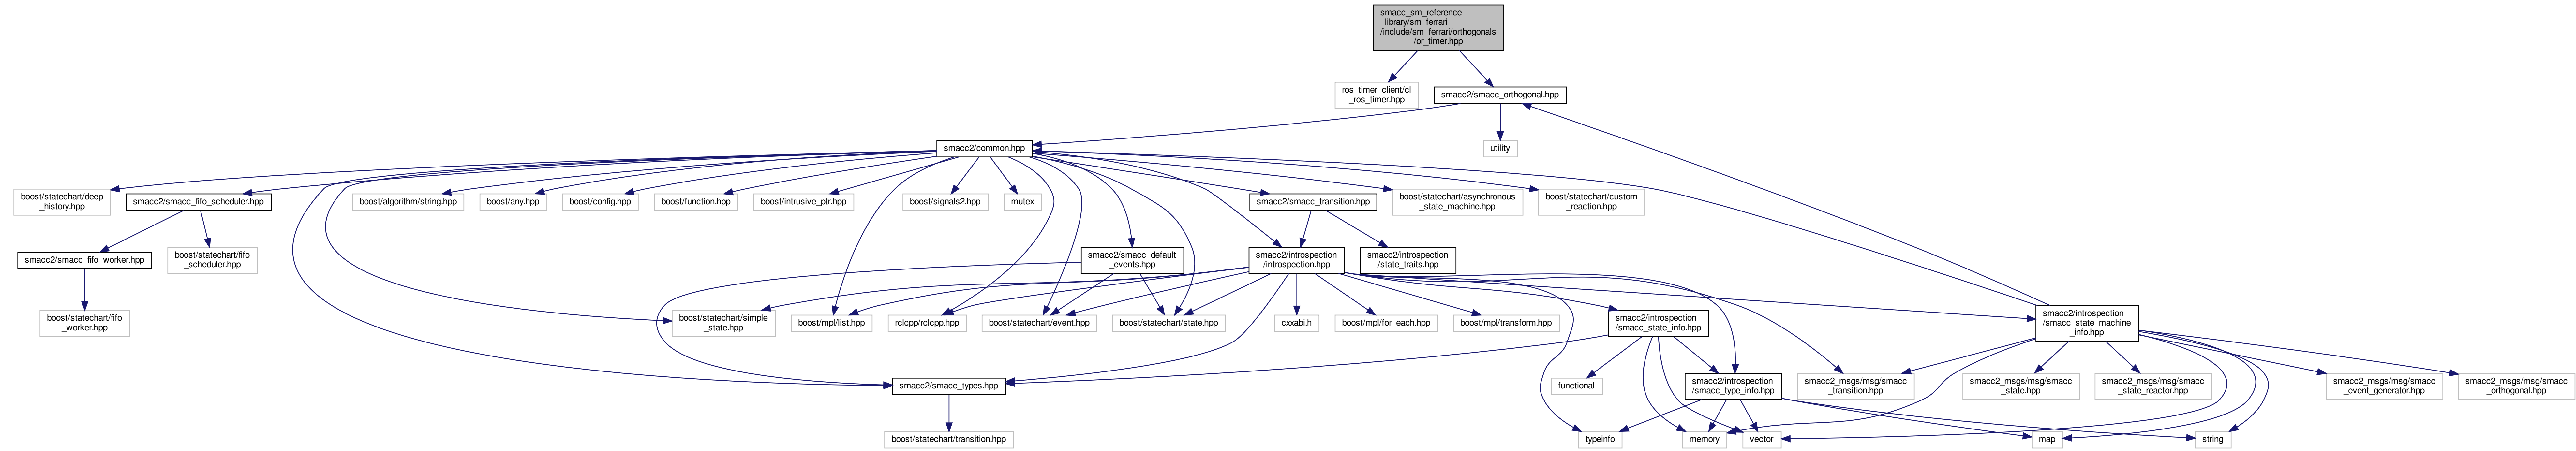 smacc_sm_reference
_library/sm_ferrari
/include/sm_ferrari/orthogonals
/or_timer.hpp
ros_timer_client/cl
_ros_timer.hpp
smacc2/smacc_orthogonal.hpp
smacc2/common.hpp
utility
boost/statechart/deep
_history.hpp
smacc2/smacc_fifo_scheduler.hpp
boost/algorithm/string.hpp
boost/any.hpp
boost/config.hpp
boost/function.hpp
boost/intrusive_ptr.hpp
boost/signals2.hpp
mutex
smacc2/smacc_transition.hpp
boost/statechart/asynchronous
_state_machine.hpp
boost/statechart/custom
_reaction.hpp
smacc2/smacc_fifo_worker.hpp
boost/statechart/fifo
_scheduler.hpp
smacc2/smacc_default
_events.hpp
smacc2/introspection
/introspection.hpp
smacc2/introspection
/state_traits.hpp
boost/statechart/fifo
_worker.hpp
boost/statechart/simple
_state.hpp
boost/mpl/list.hpp
rclcpp/rclcpp.hpp
boost/statechart/event.hpp
boost/statechart/state.hpp
cxxabi.h
boost/mpl/for_each.hpp
boost/mpl/transform.hpp
smacc2/introspection
/smacc_state_info.hpp
smacc2/introspection
/smacc_state_machine
_info.hpp
smacc2/smacc_types.hpp
functional
smacc2/introspection
/smacc_type_info.hpp
smacc2_msgs/msg/smacc
_transition.hpp
smacc2_msgs/msg/smacc
_state.hpp
smacc2_msgs/msg/smacc
_state_reactor.hpp
smacc2_msgs/msg/smacc
_event_generator.hpp
smacc2_msgs/msg/smacc
_orthogonal.hpp
boost/statechart/transition.hpp
typeinfo
memory
vector
map
string